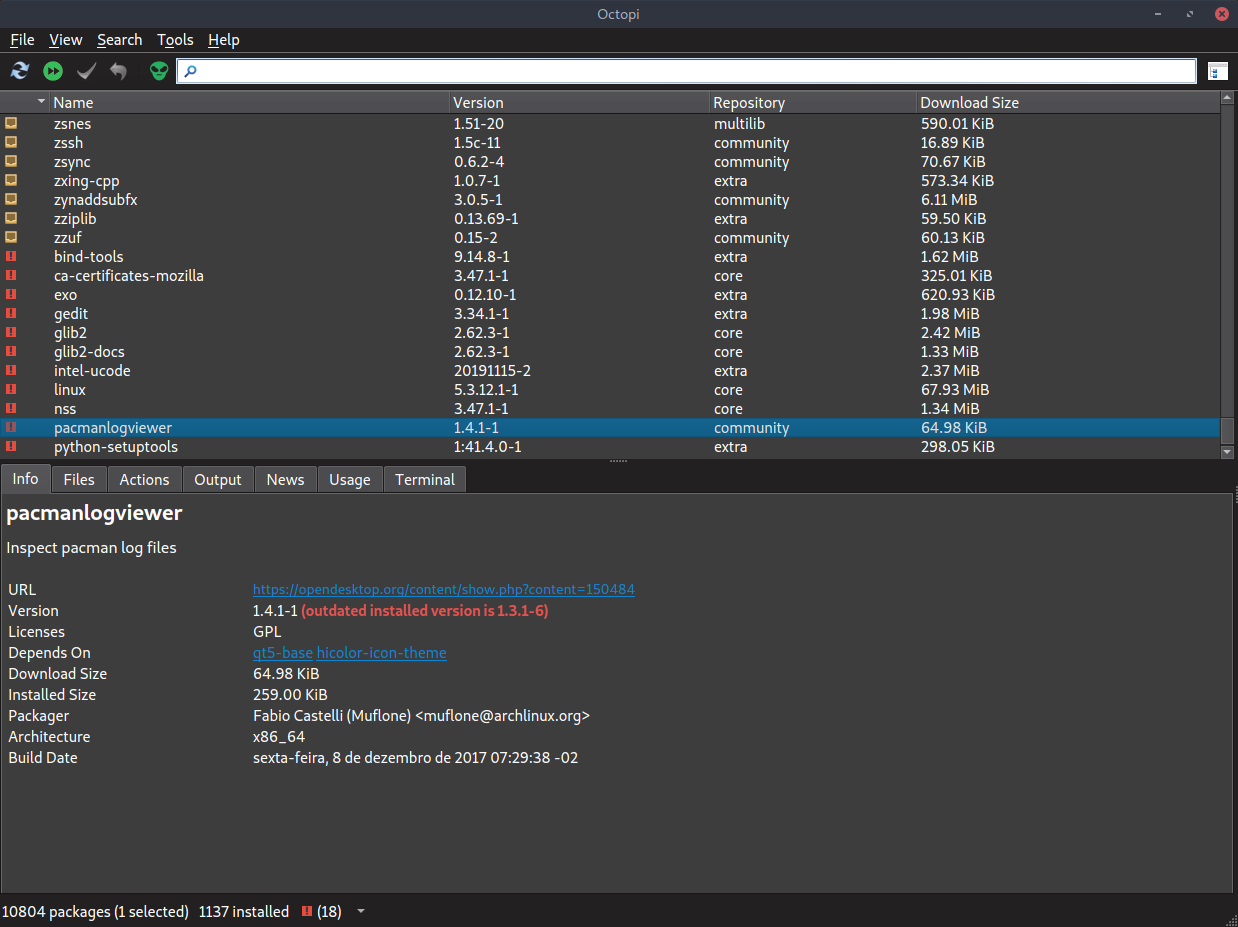 Octopi
File View Search Tools Help
Name Version Repository Download Size
zsnes 1.51-20 multilib 590.01 KiB
zssh 1.5c-11 community 16.89 KiB
zsync 0.6.2-4 community 70.67 KiB
zxing-cpp 1.0.7-1 extra 573.34 KiB
zynaddsubfx 3.0.5-1 community 6.11 MiB
zziplib 0.13.69-1 extra 59.50 KiB
zzuf 0.15-2 community 60.13 KiB
bind-tools 9.14.8-1 extra 1.62 MiB
ca-certificates-mozilla 3.47.1-1 core 325.01 KiB
exo 0.12.10-1 extra 620.93 KiB
gedit 3.34.1-1 extra 1.98 MiB
glib2 2.62.3-1 core 2.42 MiB
glib2-docs 2.62.3-1 core 1.33 MiB
intel-ucode 20191115-2 extra 2.37 MiB
linux 5.3.12.1-1 core 67.93 MiB
nss 3.47.1-1 core 1.34 MiB
pacmanlogviewer 1.4.1-1 community 64.98 KiB
python-setuptools 1:41.4.0-1 extra 298.05 KiB
Info Files Actions Output News Usage Terminal
pacmanlogviewer
Inspect pacman log files
URL https://opendesktop.org/content/show.php?content=150484
Version 1.4.1-1 (outdated installed version is 1.3.1-6)
Licenses GPL
Depends On qt5-base hicolor-icon-theme
Download Size 64.98 KiB
Installed Size 259.00 KiB
Packager Fabio Castelli (Muflone) <muflone@archlinux.org>
Architecture x86_64
Build Date sexta-feira, 8 de dezembro de 2017 07:29:38 -02
10804 packages (1 selected) 1137 installed (18)